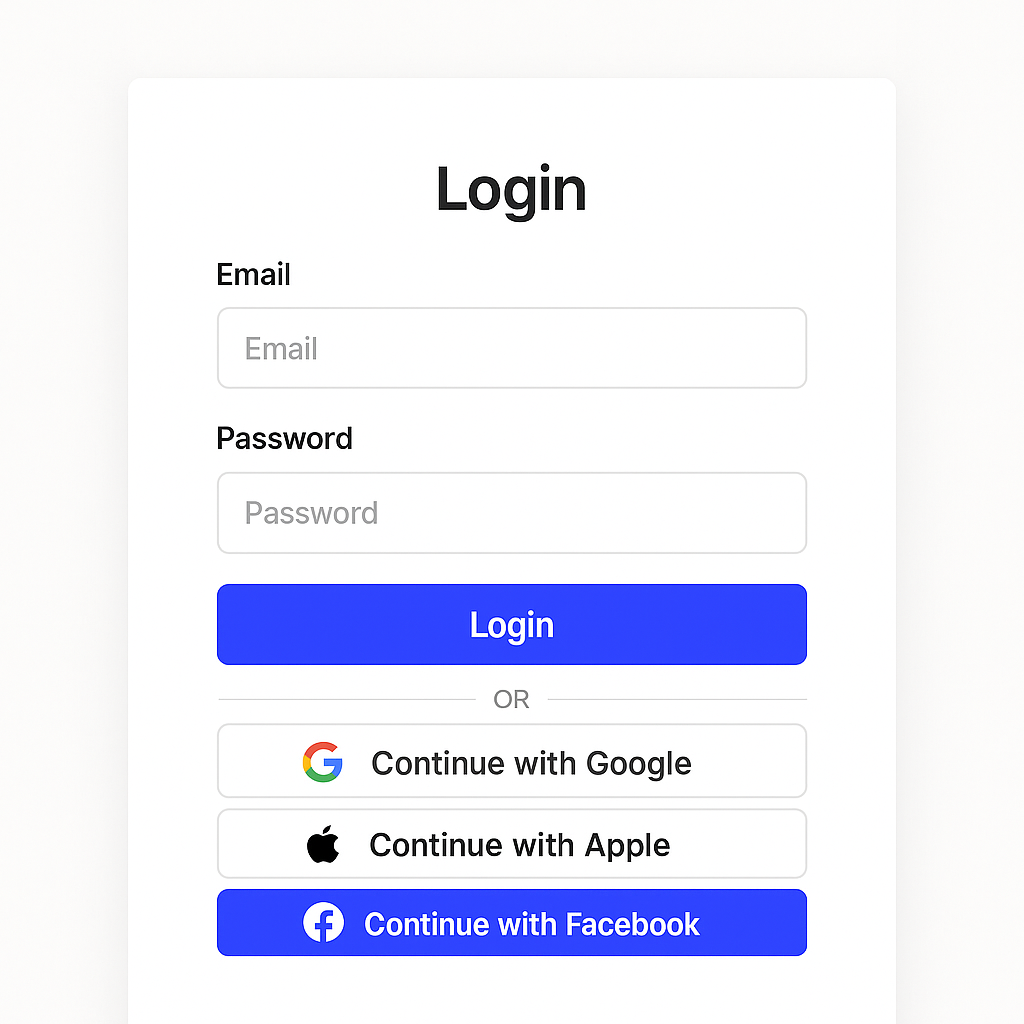 Login
Email
Email
Password
Password
Login
OR
Continue with Google
Continue with Apple
Continue with Facebook